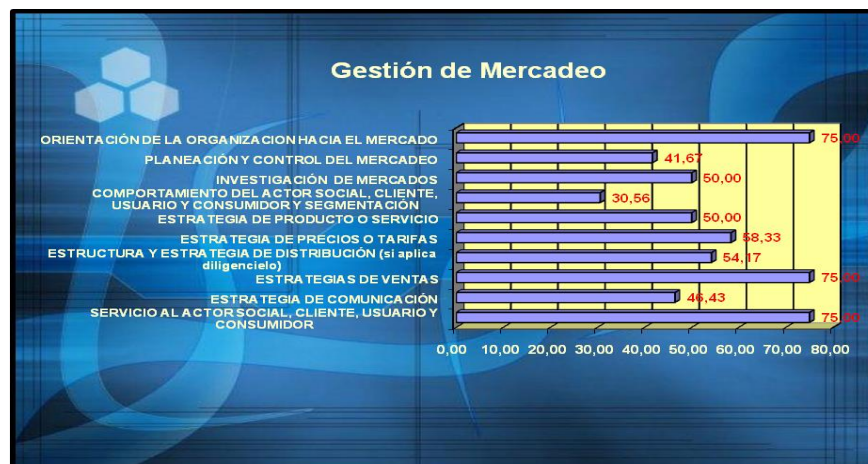 Gestión de Mercadeo
ORIENTACIÓN DE LA ORGANIZACION HACIA EL MERCADO
75,00
PLANEACIÓN Y CONTROL DEL MERCADEO
41,67
INVESTIGACIÓN DE MERCADOS
50,00
COMPORTAMIENTO DEL ACTOR SOCIAL, CLIENTE,
USUARIO Y CONSUMIDOR Y SEGMENTACIÓN
30,56
ESTRATEGIA DE PRODUCTO O SERVICIO
50,00
ESTRATEGIA DE PRECIOS O TARIFAS
58,33
ESTRUCTURA Y ESTRATEGIA DE DISTRIBUCIÓN (si aplica
diligencielo)
54,17
ESTRATEGIAS DE VENTAS
75,00
ESTRATEGIA DE COMUNICACIÓN
46,43
SERVICIO AL ACTOR SOCIAL, CLIENTE, USUARIO Y
CONSUMIDOR
75,00
0,00 10,00 20,00 30,00 40,00 50,00 60,00 70,00 80,00